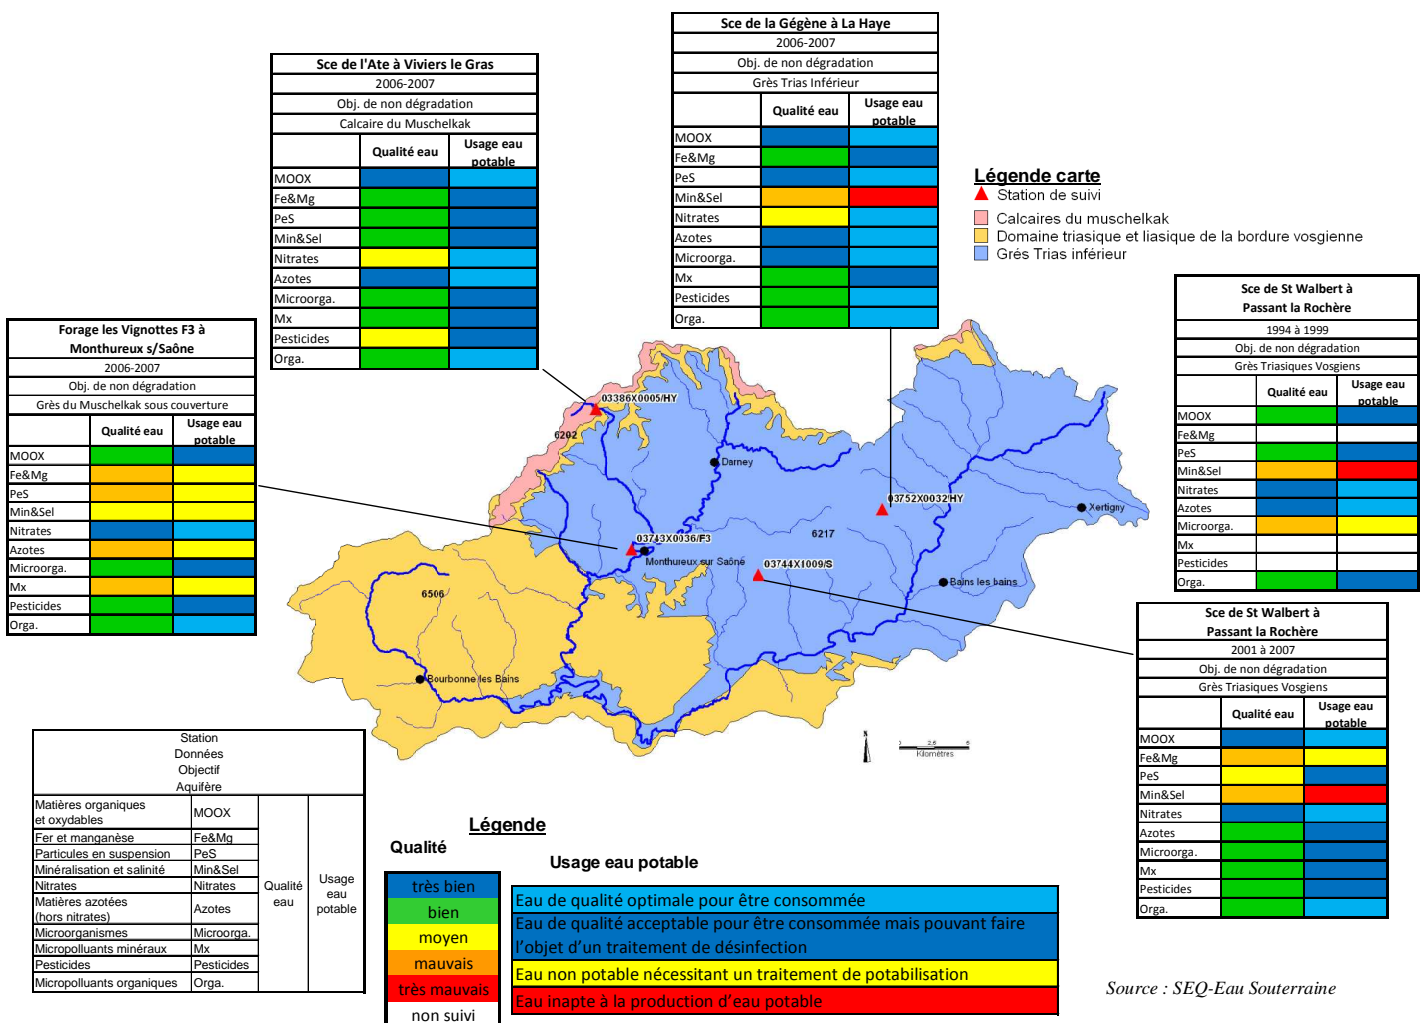 Sce de la Gégène à La Haye
2006-2007
Obj. de non dégradation
Grès Trias Inférieur
Qualité eau
Usage eau
potable
MOOX
Fe&Mg
PeS
Min&Sel
Nitrates
Azotes
Microorga.
Mx
Pesticides
Orga.
Sce de l'Ate à Viviers le Gras
2006-2007
Obj. de non dégradation
Calcaire du Muschelkak
Qualité eau
Usage eau
potable
MOOX
Fe&Mg
PeS
Min&Sel
Nitrates
Azotes
Microorga.
Mx
Pesticides
Orga.
Légende carte
Station de suivi
Calcaires du muschelkak
Domaine triasique et liasique de la bordure vosgienne
Grés Trias inférieur
Sce de St Walbert à
Passant la Rochère
1994 à 1999
Obj. de non dégradation
Grès Triasiques Vosgiens
Qualité eau
Usage eau
potable
MOOX
Fe&Mg
PeS
Min&Sel
Nitrates
Azotes
Microorga.
Mx
Pesticides
Orga.
Forage les Vignottes F3 à
Monthureux s/Saône
2006-2007
Obj. de non dégradation
Grès du Muschelkak sous couverture
Qualité eau
Usage eau
potable
MOOX
Fe&Mg
PeS
Min&Sel
Nitrates
Azotes
Microorga.
Mx
Pesticides
Orga.
03386X0005/HY
6202
Darney
03752X0032/HY
Xertigny
6217
03743X0036/F3
Monthureux sur Saône
03744X1009/S
Bains les bains
6506
Bourbonne les Bains
N
0 2,5 5
Kilomètres
Sce de St Walbert à
Passant la Rochère
2001 à 2007
Obj. de non dégradation
Grès Triasiques Vosgiens
Qualité eau
Usage eau
potable
MOOX
Fe&Mg
PeS
Min&Sel
Nitrates
Azotes
Microorga.
Mx
Pesticides
Orga.
Station
Données
Objectif
Aquifère
Matières organiques
et oxydables
MOOX
Fer et manganèse Fe&Mg
Particules en suspension PeS
Minéralisation et salinité Min&Sel
Nitrates Nitrates
Matières azotées
(hors nitrates)
Azotes
Microorganismes Microorga.
Micropolluants minéraux Mx
Pesticides Pesticides
Micropolluants organiques Orga.
Qualité
eau
Usage
eau
potable
Légende
Qualité
très bien
bien
moyen
mauvais
très mauvais
non suivi
Usage eau potable
Eau de qualité optimale pour être consommée
Eau de qualité acceptable pour être consommée mais pouvant faire
l'objet d'un traitement de désinfection
Eau non potable nécessitant un traitement de potabilisation
Eau inapte à la production d'eau potable
Source : SEQ-Eau Souterraine